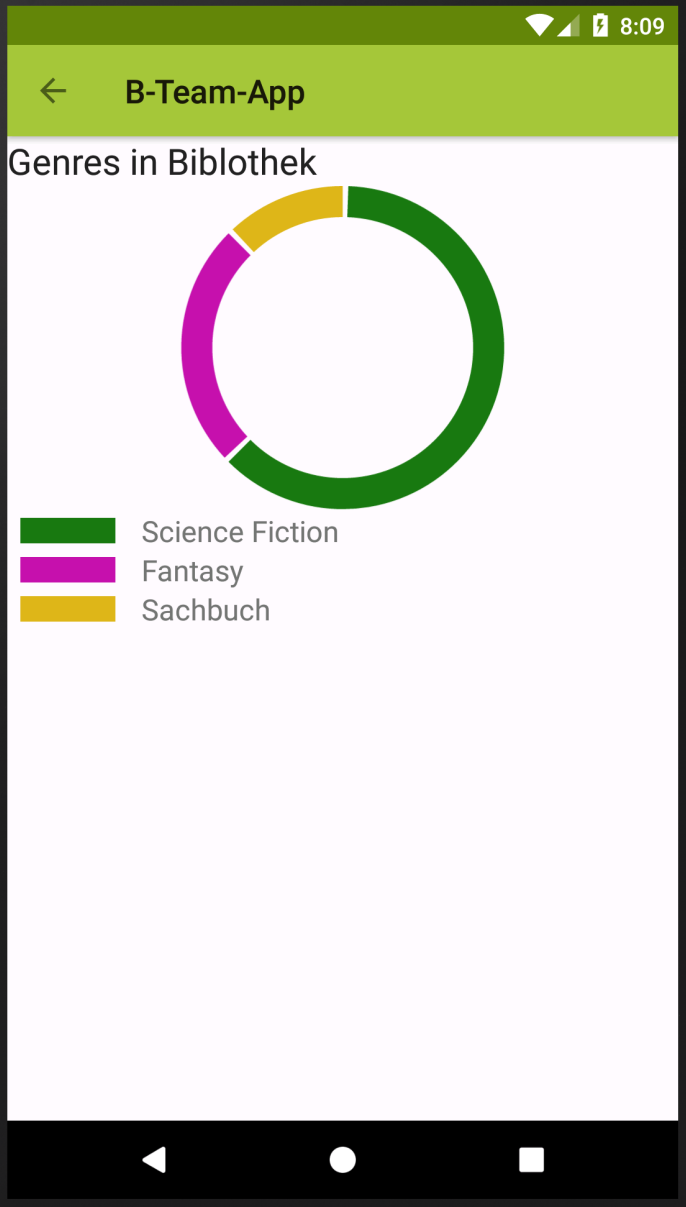 8:09
B-Team-App
Genres in Biblothek
Science Fiction
Fantasy
Sachbuch